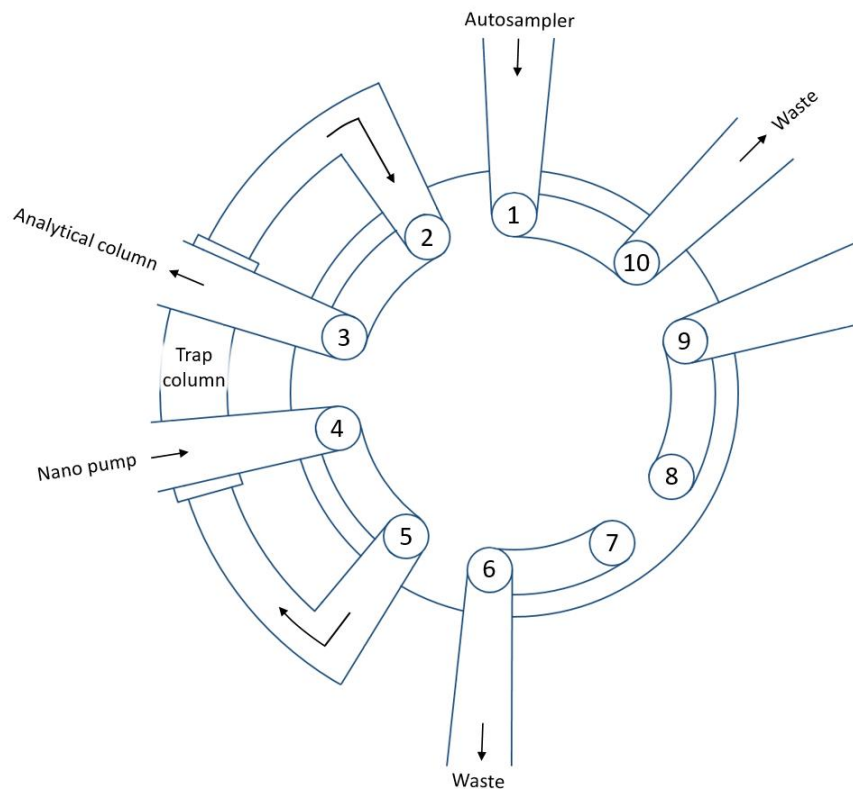 Autosampler
Waste
1
10
2
Analytical column
3
9
Trap
column
4
Nano pump
8
5
7
6
Waste